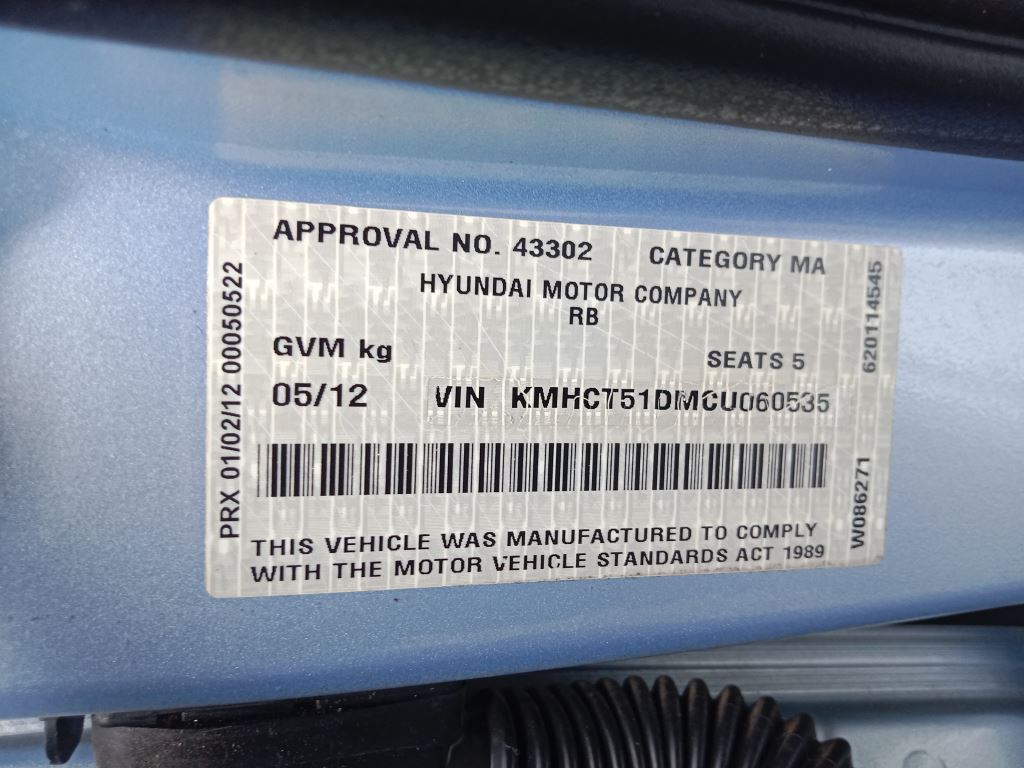 APPROVAL NO. 43302 CATEGORY MA
HYUNDAI MOTOR COMPANY
RB
GVM kg SEATS 5
05/12 VIN KMHCT51DMCU060535
THIS VEHICLE WAS MANUFACTURED TO COMPLY
WITH THE MOTOR VEHICLE STANDARDS ACT 1989
PRX 01/02/12 00050522
W086271 620114545